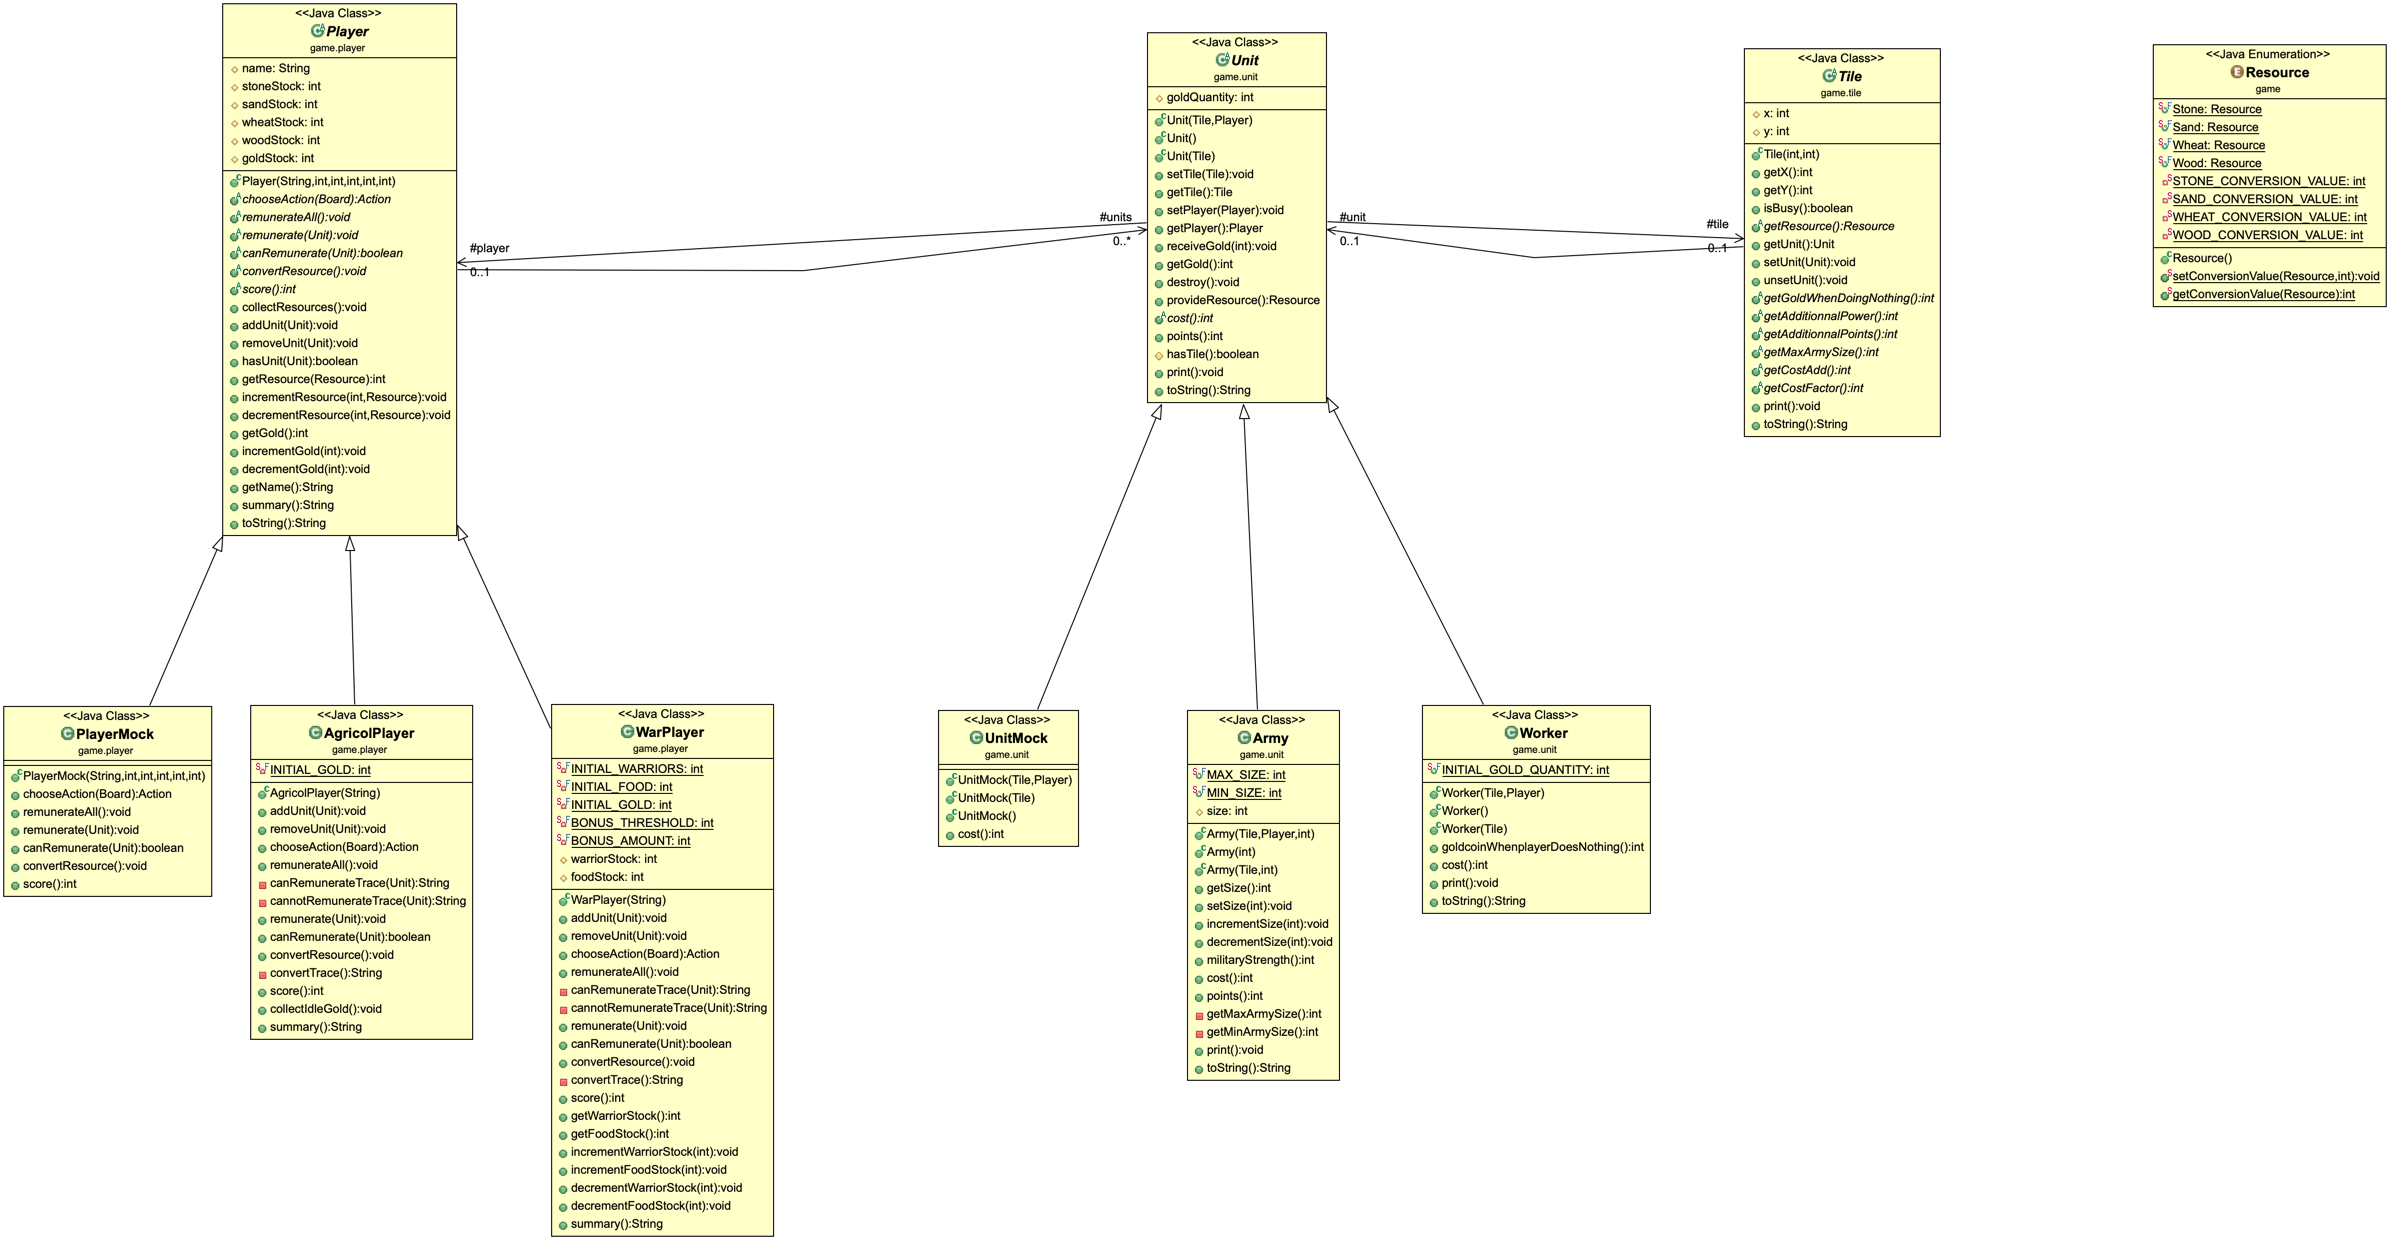 <<Java Class>>
Player
game.player
name: String
stoneStock: int
sandStock: int
wheatStock: int
woodStock: int
goldStock: int
Player(String,int,int,int,int,int)
chooseAction(Board):Action
remunerateAll():void
remunerate(Unit):void
canRemunerate(Unit):boolean
convertResource():void
score():int
collectResources():void
addUnit(Unit):void
removeUnit(Unit):void
hasUnit(Unit):boolean
getResource(Resource):int
incrementResource(int,Resource):void
decrementResource(int,Resource):void
getGold():int
incrementGold(int):void
decrementGold(int):void
getName():String
summary():String
toString():String
#player
0..1
#units
0..*
<<Java Class>>
Unit
game.unit
goldQuantity: int
Unit(Tile,Player)
Unit()
Unit(Tile)
setTile(Tile):void
getTile():Tile
setPlayer(Player):void
getPlayer():Player
receiveGold(int):void
getGold():int
destroy():void
provideResource():Resource
cost():int
points():int
hasTile():boolean
print():void
toString():String
#unit
0..1
#tile
0..1
<<Java Class>>
Tile
game.tile
x: int
y: int
Tile(int,int)
getX():int
getY():int
isBusy():boolean
getResource():Resource
getUnit():Unit
setUnit(Unit):void
unsetUnit():void
getGoldWhenDoingNothing():int
getAdditionnalPower():int
getAdditionnalPoints():int
getMaxArmySize():int
getCostAdd():int
getCostFactor():int
print():void
toString():String
<<Java Enumeration>>
Resource
game
Stone: Resource
Sand: Resource
Wheat: Resource
Wood: Resource
STONE_CONVERSION_VALUE: int
SAND_CONVERSION_VALUE: int
WHEAT_CONVERSION_VALUE: int
WOOD_CONVERSION_VALUE: int
Resource()
setConversionValue(Resource,int):void
getConversionValue(Resource):int
<<Java Class>>
PlayerMock
game.player
PlayerMock(String,int,int,int,int,int)
chooseAction(Board):Action
remunerateAll():void
remunerate(Unit):void
canRemunerate(Unit):boolean
convertResource():void
score():int
<<Java Class>>
AgricolPlayer
game.player
INITIAL_GOLD: int
AgricolPlayer(String)
addUnit(Unit):void
removeUnit(Unit):void
chooseAction(Board):Action
remunerateAll():void
canRemunerateTrace(Unit):String
cannotRemunerateTrace(Unit):String
remunerate(Unit):void
canRemunerate(Unit):boolean
convertResource():void
convertTrace():String
score():int
collectIdleGold():void
summary():String
<<Java Class>>
WarPlayer
game.player
INITIAL_WARRIORS: int
INITIAL_FOOD: int
INITIAL_GOLD: int
BONUS_THRESHOLD: int
BONUS_AMOUNT: int
warriorStock: int
foodStock: int
WarPlayer(String)
addUnit(Unit):void
removeUnit(Unit):void
chooseAction(Board):Action
remunerateAll():void
canRemunerateTrace(Unit):String
cannotRemunerateTrace(Unit):String
remunerate(Unit):void
canRemunerate(Unit):boolean
convertResource():void
convertTrace():String
score():int
getWarriorStock():int
getFoodStock():int
incrementWarriorStock(int):void
incrementFoodStock(int):void
decrementWarriorStock(int):void
decrementFoodStock(int):void
summary():String
<<Java Class>>
UnitMock
game.unit
UnitMock(Tile,Player)
UnitMock(Tile)
UnitMock()
cost():int
<<Java Class>>
Army
game.unit
MAX_SIZE: int
MIN_SIZE: int
size: int
Army(Tile,Player,int)
Army(int)
Army(Tile,int)
getSize():int
setSize(int):void
incrementSize(int):void
decrementSize(int):void
militaryStrength():int
cost():int
points():int
getMaxArmySize():int
getMinArmySize():int
print():void
toString():String
<<Java Class>>
Worker
game.unit
INITIAL_GOLD_QUANTITY: int
Worker(Tile,Player)
Worker()
Worker(Tile)
goldcoinWhenplayerDoesNothing():int
cost():int
print():void
toString():String